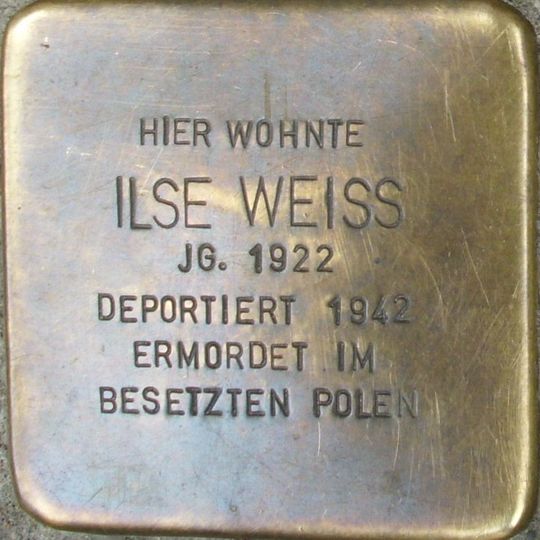 HIER WOHNTE
ILSE WEISS
JG. 1922
DEPORTIERT 1942
ERMORDET IM
BESETZTEN POLEN